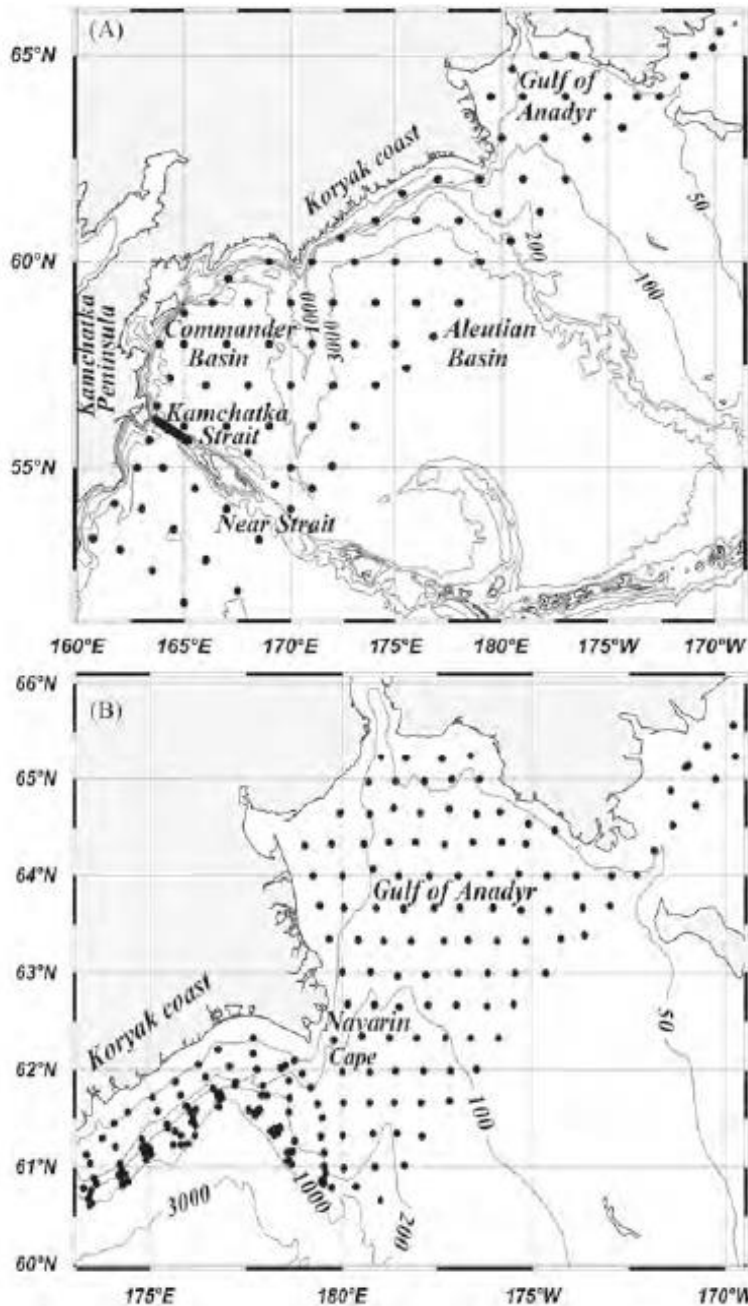 (A)
65°N
Gulf of
Anadyr
Koryak coast
50
200
60°N
100
1000
3000
Kamchatka
Peninsula
Commander
Basin
Aleutian
Basin
Kamchatka
Strait
55°N
Near Strait
160°E 165°E 170°E 175°E 180°E 175°W 170°W
66°N
(B)
65°N
64°N
Gulf of Anadyr
63°N
Koryak coast
Navarin
Cape
50
62°N
100
61°N
3000
1000
200
60°N
175°E 180°E 175°W 170°W